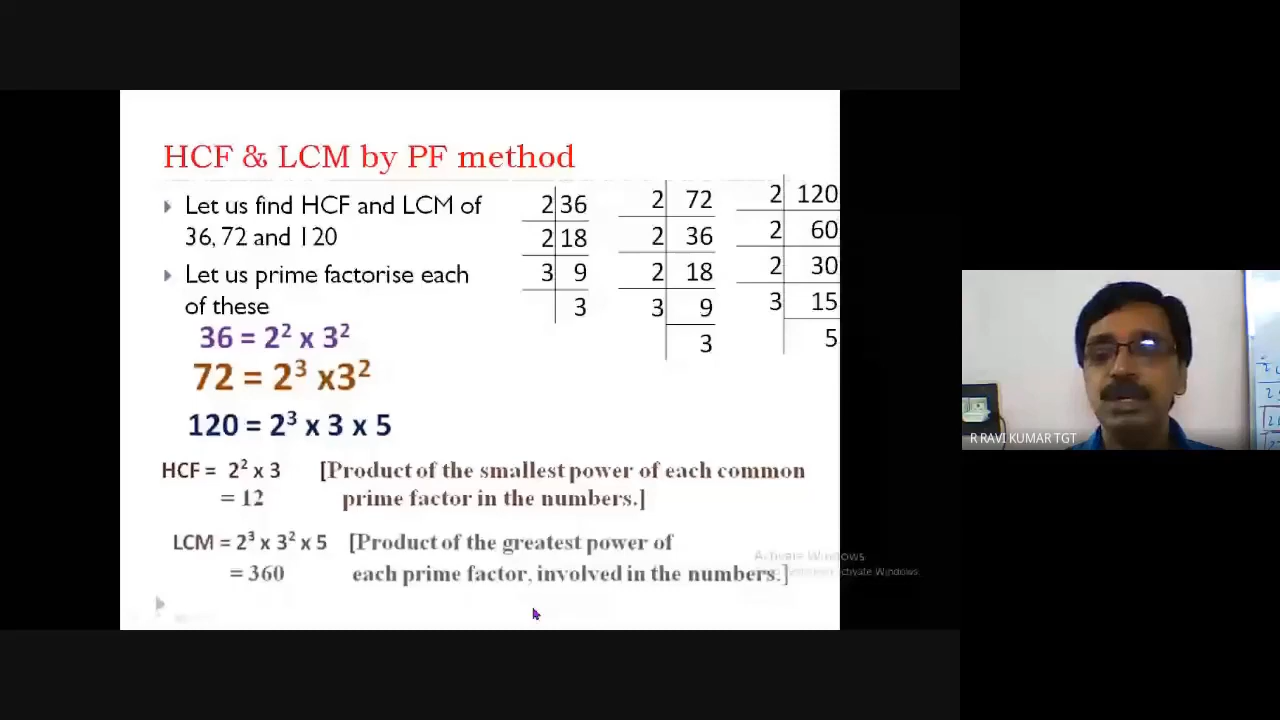 HCF & LCM by PF method
Let us find HCF and LCM of
36, 72 and 120
Let us prime factorise each
of these
36 = 2² x 3²
72 = 2³ x3²
120 = 2³ x 3 x 5
2 36
2 18
3 9
3
2 72
2 36
2 18
3 9
3
2 120
2 60
2 30
3 15
5
HCF = 2² x 3 [Product of the smallest power of each common
= 12 prime factor in the numbers.]
LCM = 2³ x 3² x 5 [Product of the greatest power of
= 360 each prime factor, involved in the numbers.]
Activate Windows
Activate Windows.
R RAVI KUMAR TGT